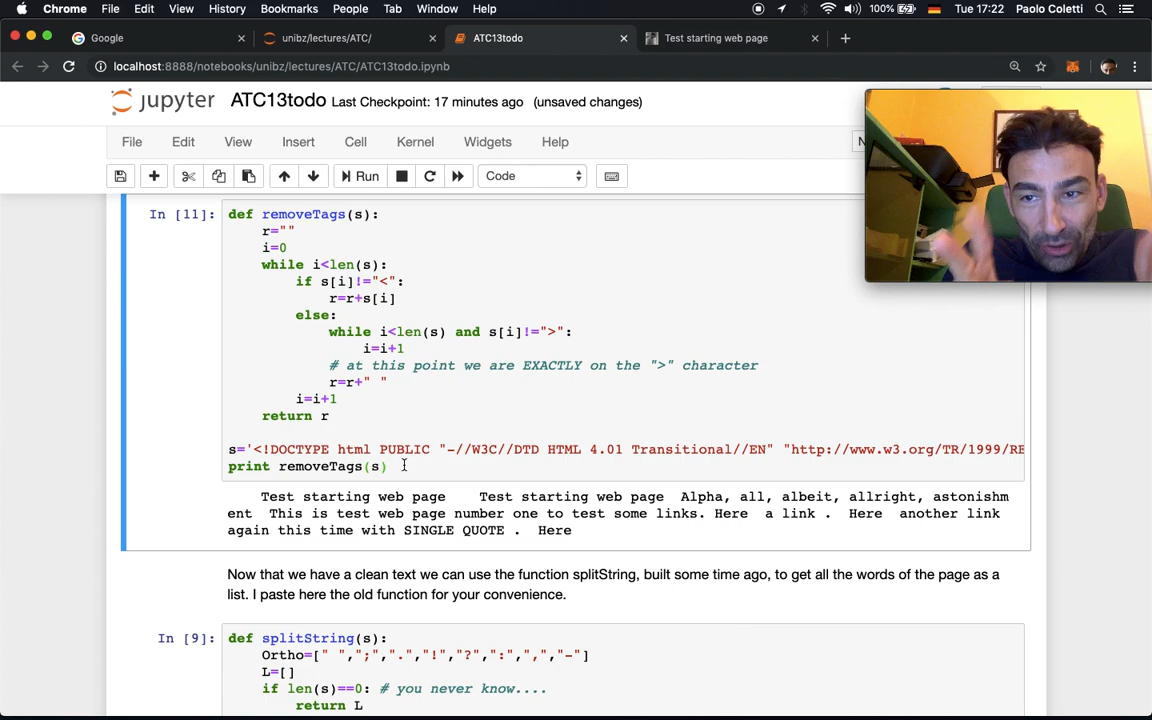 Chrome File Edit View History Bookmarks People Tab Window Help 100% Tue 17:22 Paolo Coletti
Google unibz/lectures/ATC/ ATC13todo Test starting web page
localhost:8888/notebooks/unibz/lectures/ATC/ATC13todo.ipynb
jupyter ATC13todo Last Checkpoint: 17 minutes ago (unsaved changes)
File Edit View Insert Cell Kernel Widgets Help
Run Code
In [11]: def removeTags(s):
r=""
i=0
while i<len(s):
if s[i]!="<":
r=r+s[i]
else:
while i<len(s) and s[i]!=">":
i=i+1
# at this point we are EXACTLY on the ">" character
r=r+" "
i=i+1
return r
s='<!DOCTYPE html PUBLIC "-//W3C//DTD HTML 4.01 Transitional//EN" "http://www.w3.org/TR/1999/RE
print removeTags(s)
Test starting web page Test starting web page Alpha, all, albeit, allright, astonishm
ent This is test web page number one to test some links. Here a link . Here another link
again this time with SINGLE QUOTE . Here
Now that we have a clean text we can use the function splitString, built some time ago, to get all the words of the page as a
list. I paste here the old function for your convenience.
In [9]: def splitString(s):
Ortho=[" ",";",".","!","?",":",",","-"]
L=[]
if len(s)==0: # you never know....
return L